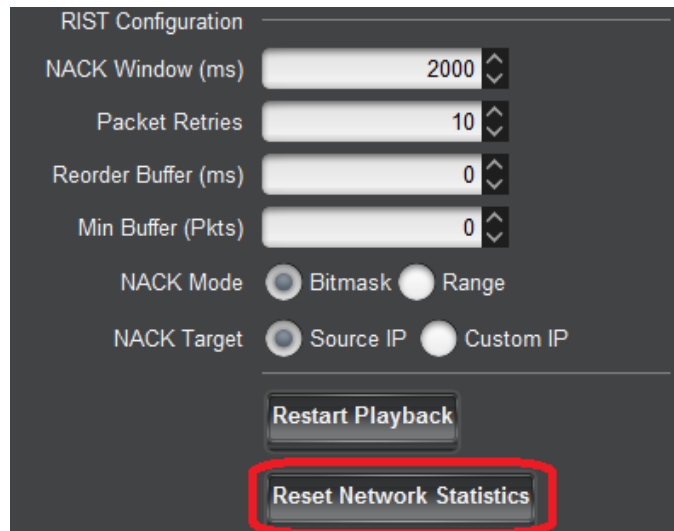 RIST Configuration
NACK Window (ms) 2000
Packet Retries 10
Reorder Buffer (ms) 0
Min Buffer (Pkts) 0
NACK Mode Bitmask Range
NACK Target Source IP Custom IP
Restart Playback
Reset Network Statistics